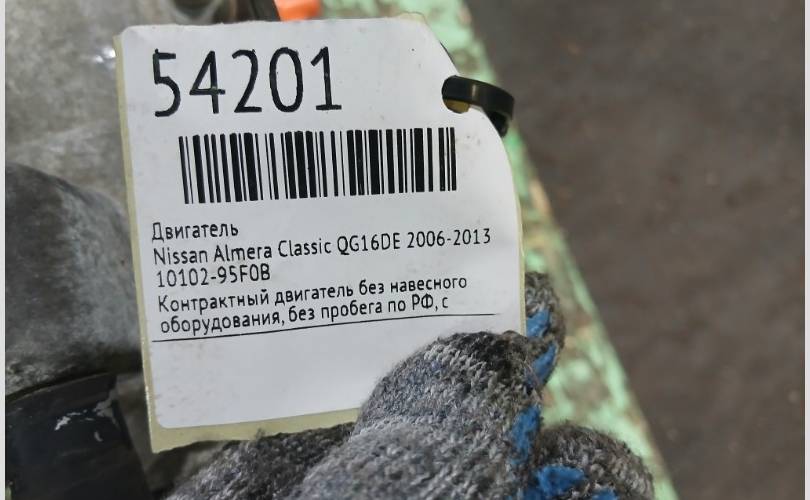 54201
Двигатель
Nissan Almera Classic QG16DE 2006-2013
10102-95F0B
Контрактный двигатель без навесного
оборудования, без пробега по РФ, с